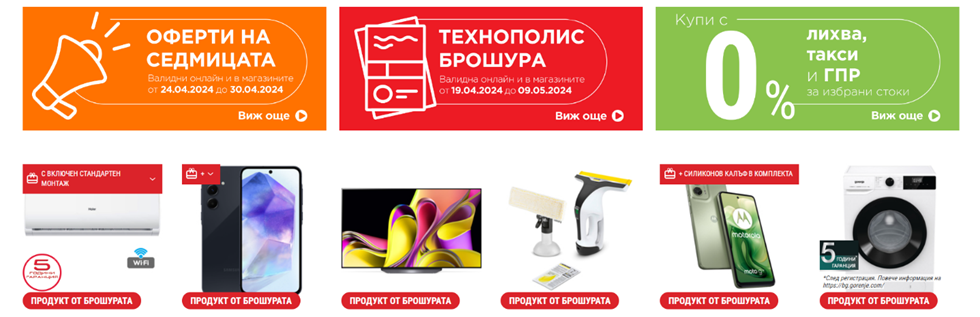 ОФЕРТИ НА
СЕДМИЦАТА
Валидни онлайн и в магазините
от 24.04.2024 до 30.04.2024
Виж още
ТЕХНОПОЛИС
БРОШУРА
Валидна онлайн и в магазините
от 19.04.2024 до 09.05.2024
Виж още
Купи с
0%
лихва,
такси
и ГПР
за избрани стоки
Виж още
С ВКЛЮЧЕН СТАНДАРТЕН
МОНТАЖ
5
ГОДИНИ
ГАРАНЦИЯ
WiFi
ПРОДУКТ ОТ БРОШУРАТА
+
ПРОДУКТ ОТ БРОШУРАТА
ПРОДУКТ ОТ БРОШУРАТА
ПРОДУКТ ОТ БРОШУРАТА
+ СИЛИКОНОВ КАЛЪФ В КОМПЛЕКТА
motorola
ПРОДУКТ ОТ БРОШУРАТА
gorenje
5 ГОДИНИ
ГАРАНЦИЯ
*След регистрация. Повече информация на
https://bg.gorenje.com/
ПРОДУКТ ОТ БРОШУРАТА